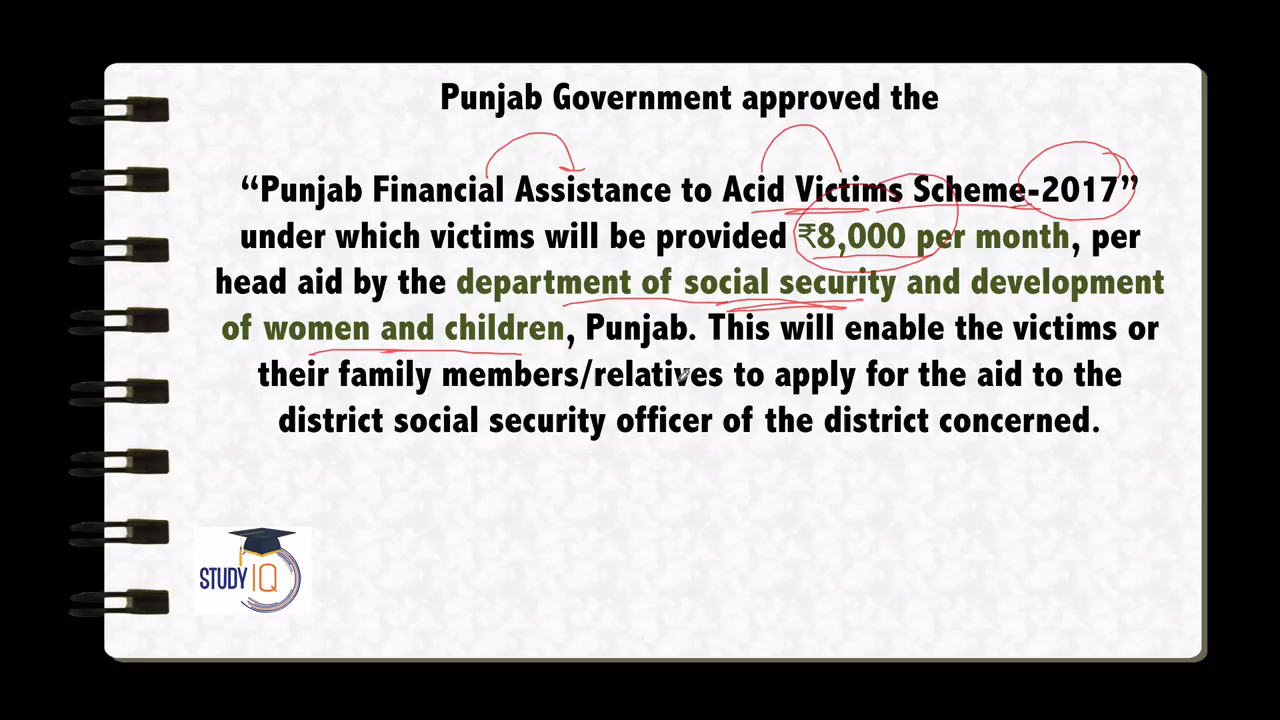 Punjab Government approved the
“Punjab Financial Assistance to Acid Victims Scheme-2017”
under which victims will be provided ₹8,000 per month, per
head aid by the department of social security and development
of women and children, Punjab. This will enable the victims or
their family members/relatives to apply for the aid to the
district social security officer of the district concerned.
STUDY IQ